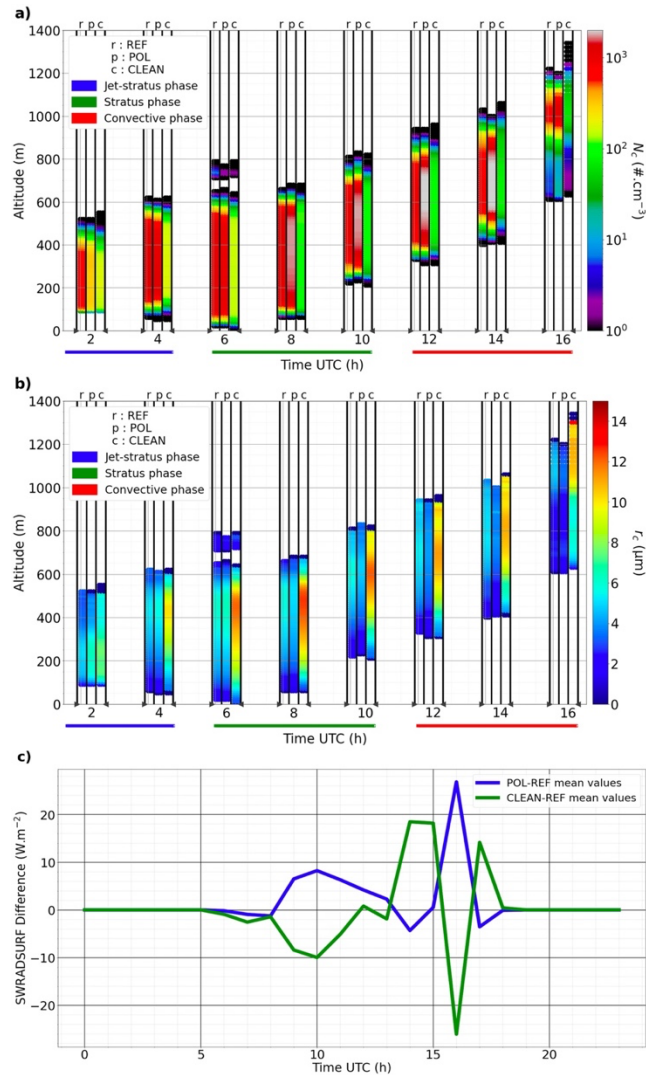 a)
r p c r p c r p c r p c r p c r p c r p c r p c
1400
1200
1000
800
600
400
200
0
Altitude (m)
r : REF
p : POL
c : CLEAN
Jet-stratus phase
Stratus phase
Convective phase
10³
10²
10¹
10⁰
N_c (#.cm⁻³)
2 4 6 8 10 12 14 16
Time UTC (h)
b)
r p c r p c r p c r p c r p c r p c r p c r p c
1400
1200
1000
800
600
400
200
0
Altitude (m)
r : REF
p : POL
c : CLEAN
Jet-stratus phase
Stratus phase
Convective phase
14
12
10
8
6
4
2
0
r_c (μm)
2 4 6 8 10 12 14 16
Time UTC (h)
c)
20
10
0
−10
−20
SWRADSURF Difference (W.m⁻²)
POL-REF mean values
CLEAN-REF mean values
0 5 10 15 20
Time UTC (h)